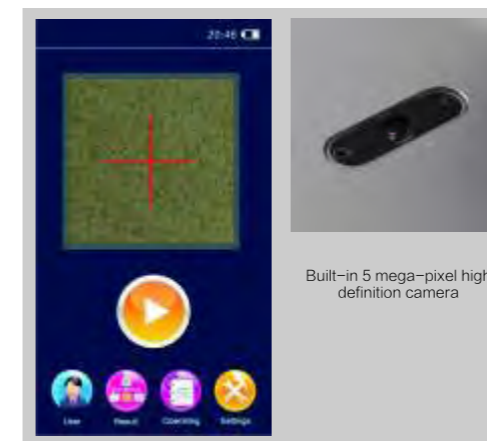 20:46
User
Result
Operating
Settings
Built-in 5 mega-pixel high
definition camera